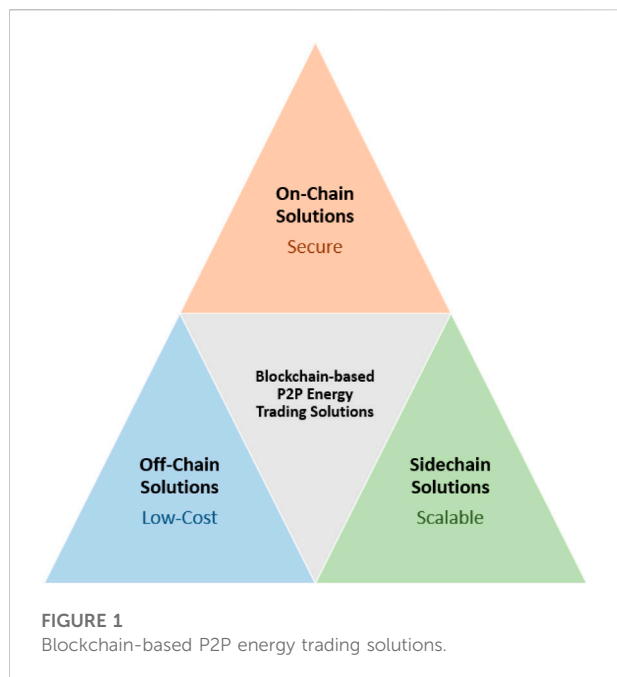 On-Chain
Solutions
Secure
Blockchain-based
P2P Energy
Trading Solutions
Off-Chain
Solutions
Low-Cost
Sidechain
Solutions
Scalable
FIGURE 1
Blockchain-based P2P energy trading solutions.